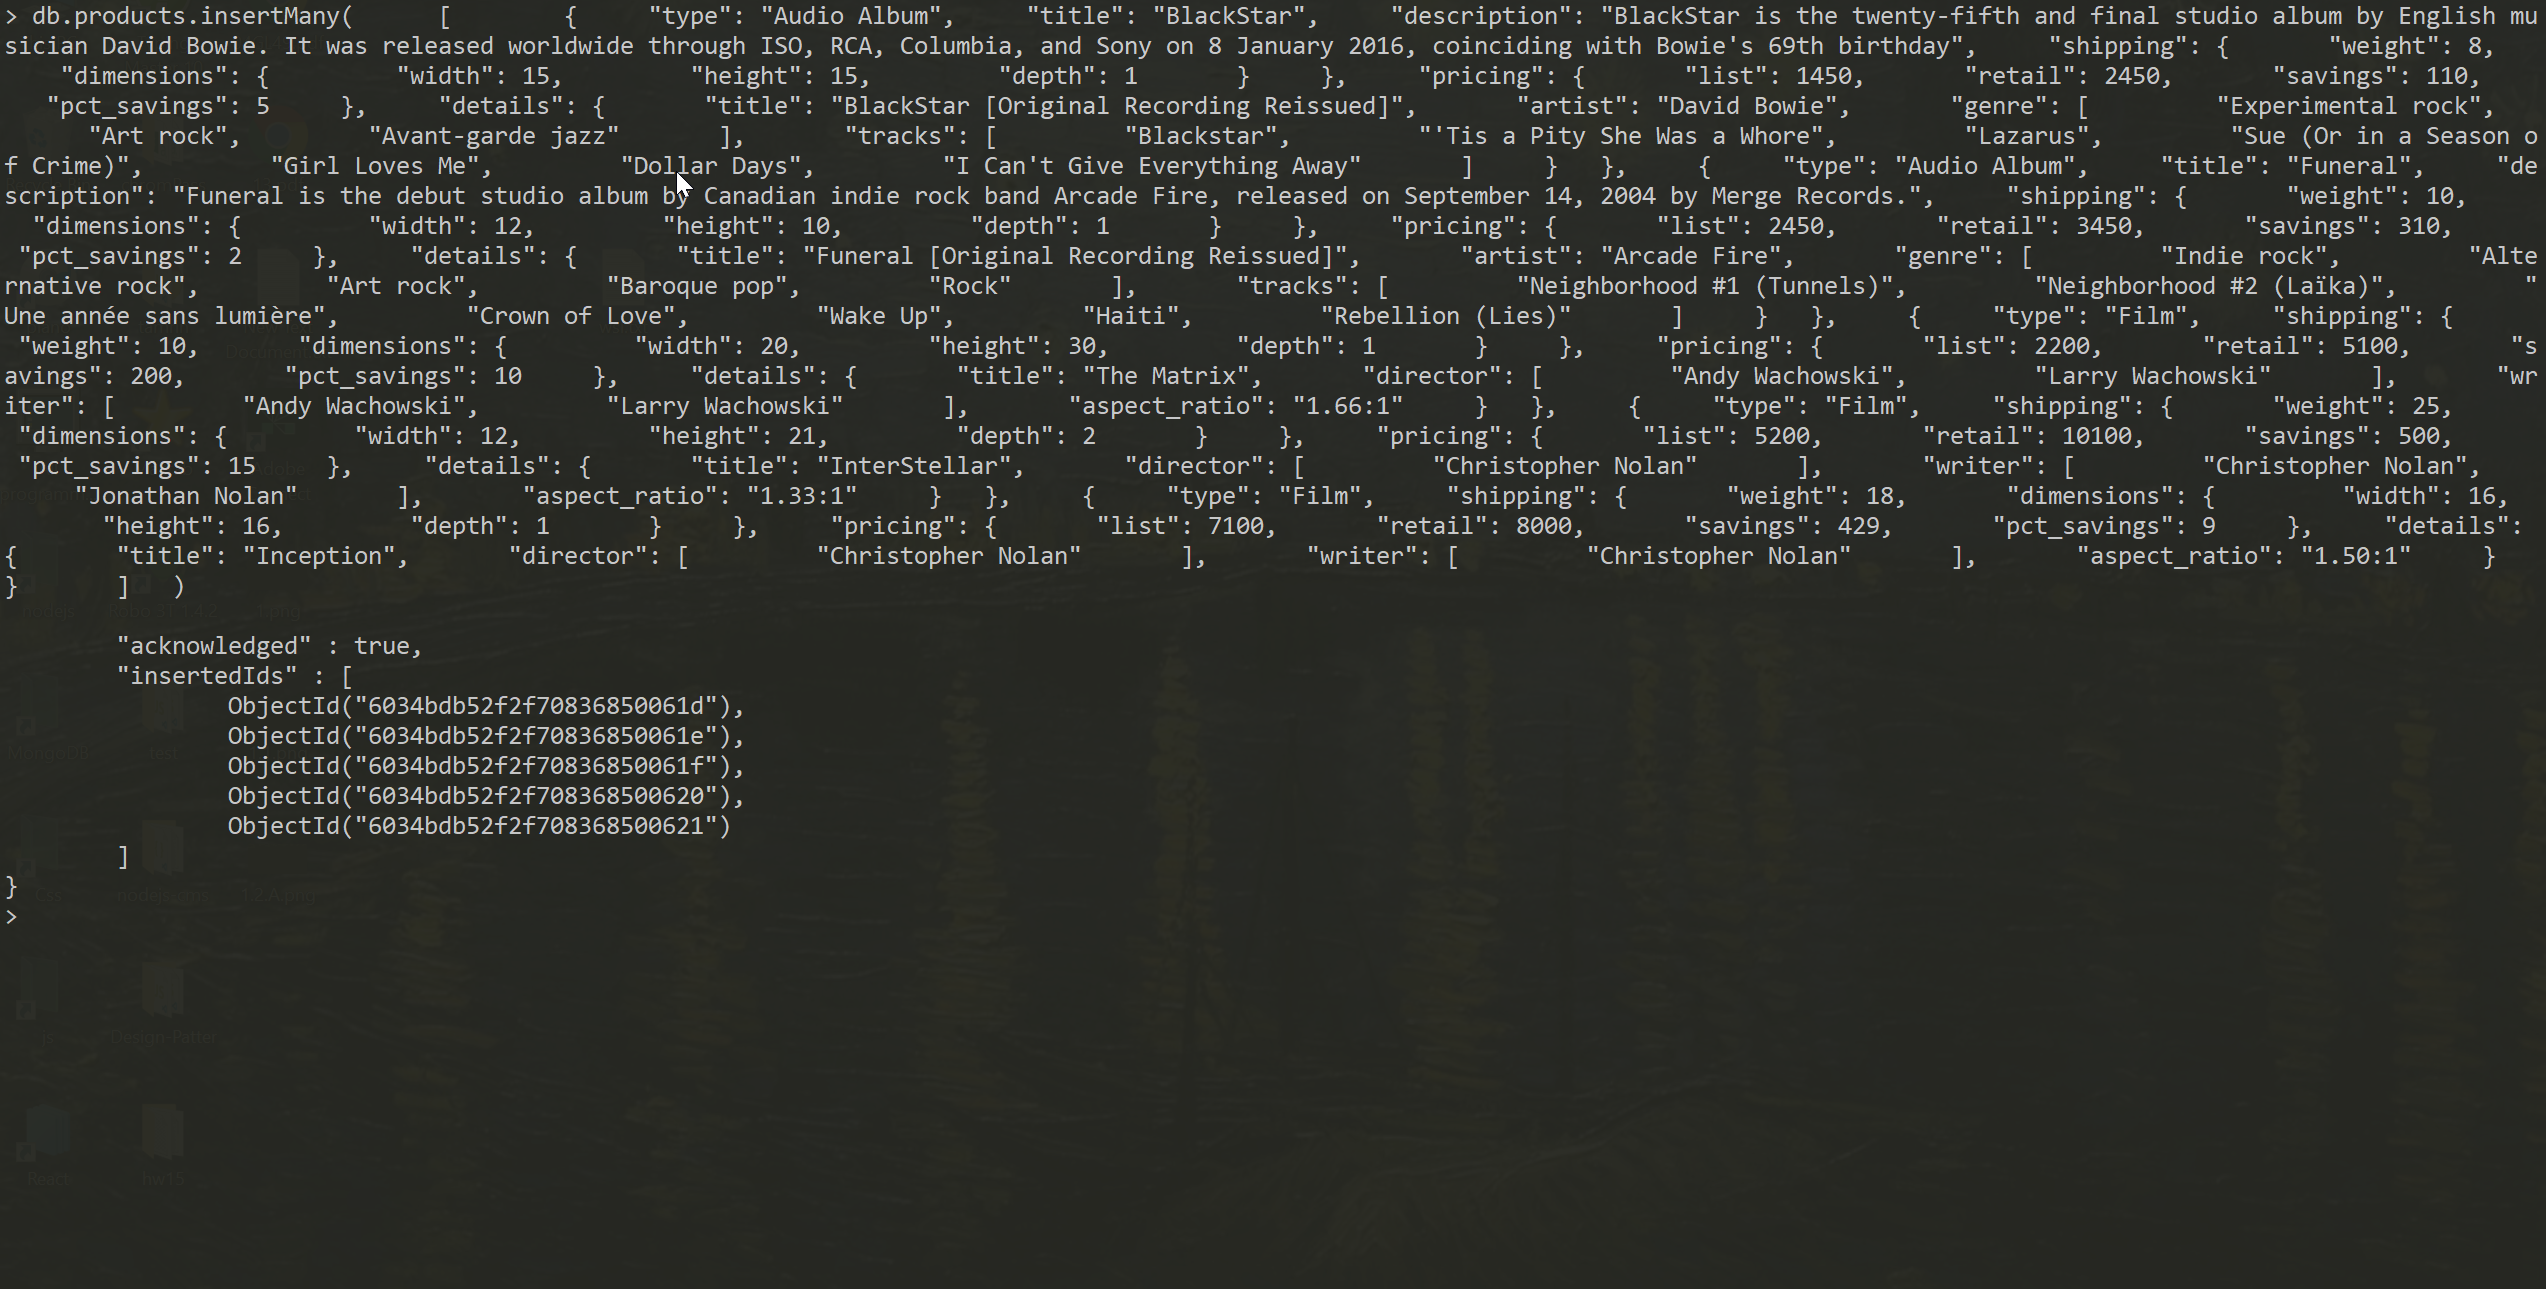 > db.products.insertMany(      [        {     "type": "Audio Album",     "title": "BlackStar",     "description": "BlackStar is the twenty-fifth and final studio album by English mu
sician David Bowie. It was released worldwide through ISO, RCA, Columbia, and Sony on 8 January 2016, coinciding with Bowie's 69th birthday",     "shipping": {       "weight": 8,
    "dimensions": {         "width": 15,         "height": 15,         "depth": 1       }     },     "pricing": {       "list": 1450,       "retail": 2450,       "savings": 110,
   "pct_savings": 5     },     "details": {       "title": "BlackStar [Original Recording Reissued]",       "artist": "David Bowie",       "genre": [         "Experimental rock",
      "Art rock",         "Avant-garde jazz"       ],       "tracks": [         "Blackstar",         "'Tis a Pity She Was a Whore",         "Lazarus",         "Sue (Or in a Season o
f Crime)",         "Girl Loves Me",         "Dollar Days",         "I Can't Give Everything Away"       ]     }   },     {     "type": "Audio Album",     "title": "Funeral",     "de
scription": "Funeral is the debut studio album by Canadian indie rock band Arcade Fire, released on September 14, 2004 by Merge Records.",     "shipping": {       "weight": 10,
  "dimensions": {         "width": 12,         "height": 10,         "depth": 1       }     },     "pricing": {       "list": 2450,       "retail": 3450,       "savings": 310,
 "pct_savings": 2     },     "details": {       "title": "Funeral [Original Recording Reissued]",       "artist": "Arcade Fire",       "genre": [         "Indie rock",         "Alte
rnative rock",         "Art rock",         "Baroque pop",         "Rock"       ],       "tracks": [         "Neighborhood #1 (Tunnels)",         "Neighborhood #2 (Laïka)",         "
Une année sans lumière",         "Crown of Love",         "Wake Up",         "Haiti",         "Rebellion (Lies)"       ]     }   },     {     "type": "Film",     "shipping": {
 "weight": 10,       "dimensions": {         "width": 20,         "height": 30,         "depth": 1       }     },     "pricing": {       "list": 2200,       "retail": 5100,       "s
avings": 200,       "pct_savings": 10     },     "details": {       "title": "The Matrix",       "director": [         "Andy Wachowski",         "Larry Wachowski"       ],       "wr
iter": [         "Andy Wachowski",         "Larry Wachowski"       ],       "aspect_ratio": "1.66:1"     }   },     {     "type": "Film",     "shipping": {       "weight": 25,
 "dimensions": {         "width": 12,         "height": 21,         "depth": 2       }     },     "pricing": {       "list": 5200,       "retail": 10100,       "savings": 500,
 "pct_savings": 15     },     "details": {       "title": "InterStellar",       "director": [         "Christopher Nolan"       ],       "writer": [         "Christopher Nolan",
     "Jonathan Nolan"       ],       "aspect_ratio": "1.33:1"     }   },     {     "type": "Film",     "shipping": {       "weight": 18,       "dimensions": {         "width": 16,
       "height": 16,         "depth": 1       }     },     "pricing": {       "list": 7100,       "retail": 8000,       "savings": 429,       "pct_savings": 9     },     "details":
{       "title": "Inception",       "director": [         "Christopher Nolan"       ],       "writer": [         "Christopher Nolan"       ],       "aspect_ratio": "1.50:1"     }
}       ]   )
        "acknowledged" : true,
        "insertedIds" : [
                ObjectId("6034bdb52f2f70836850061d"),
                ObjectId("6034bdb52f2f70836850061e"),
                ObjectId("6034bdb52f2f70836850061f"),
                ObjectId("6034bdb52f2f708368500620"),
                ObjectId("6034bdb52f2f708368500621")
        ]
}
>